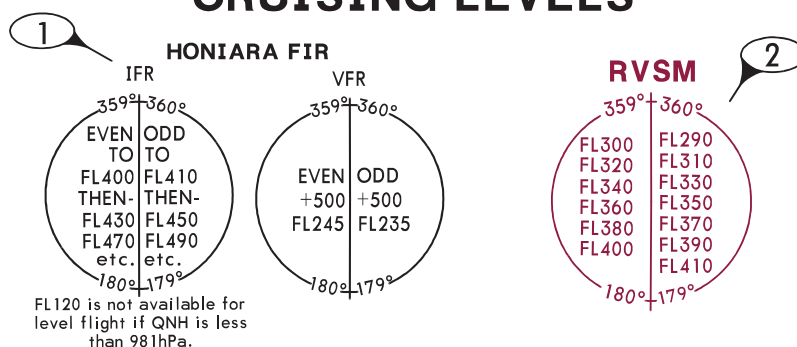 CRUISING LEVELS
1
HONIARA FIR
IFR
359° 360°
EVEN ODD
TO TO
FL400 FL410
THEN- THEN-
FL430 FL450
FL470 FL490
etc. etc.
180° 179°
FL120 is not available for
level flight if QNH is less
than 981hPa.
VFR
359° 360°
EVEN ODD
+500 +500
FL245 FL235
180° 179°
2
RVSM
359° 360°
FL300 FL290
FL320 FL310
FL340 FL330
FL360 FL350
FL380 FL370
FL400 FL390
FL410
180° 179°